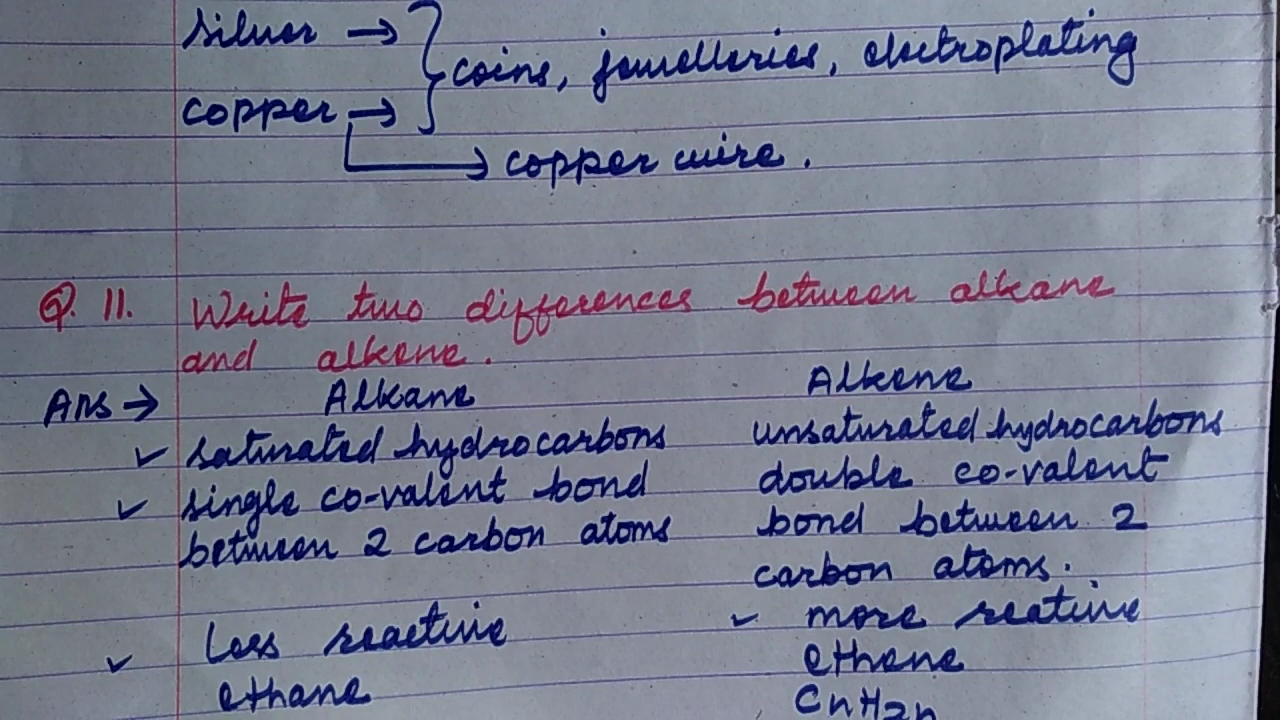 silver →
coins, jewelleries, electroplating
copper →
→ copper wire.
Q. 11. Write two differences between alkane
and alkene.
Ans → Alkane Alkene
✓ saturated hydrocarbons unsaturated hydrocarbons
✓ single co-valent bond double co-valent
between 2 carbon atoms bond between 2
carbon atoms.
✓ less reactive ✓ more reative
ethane ethene
CnH2n